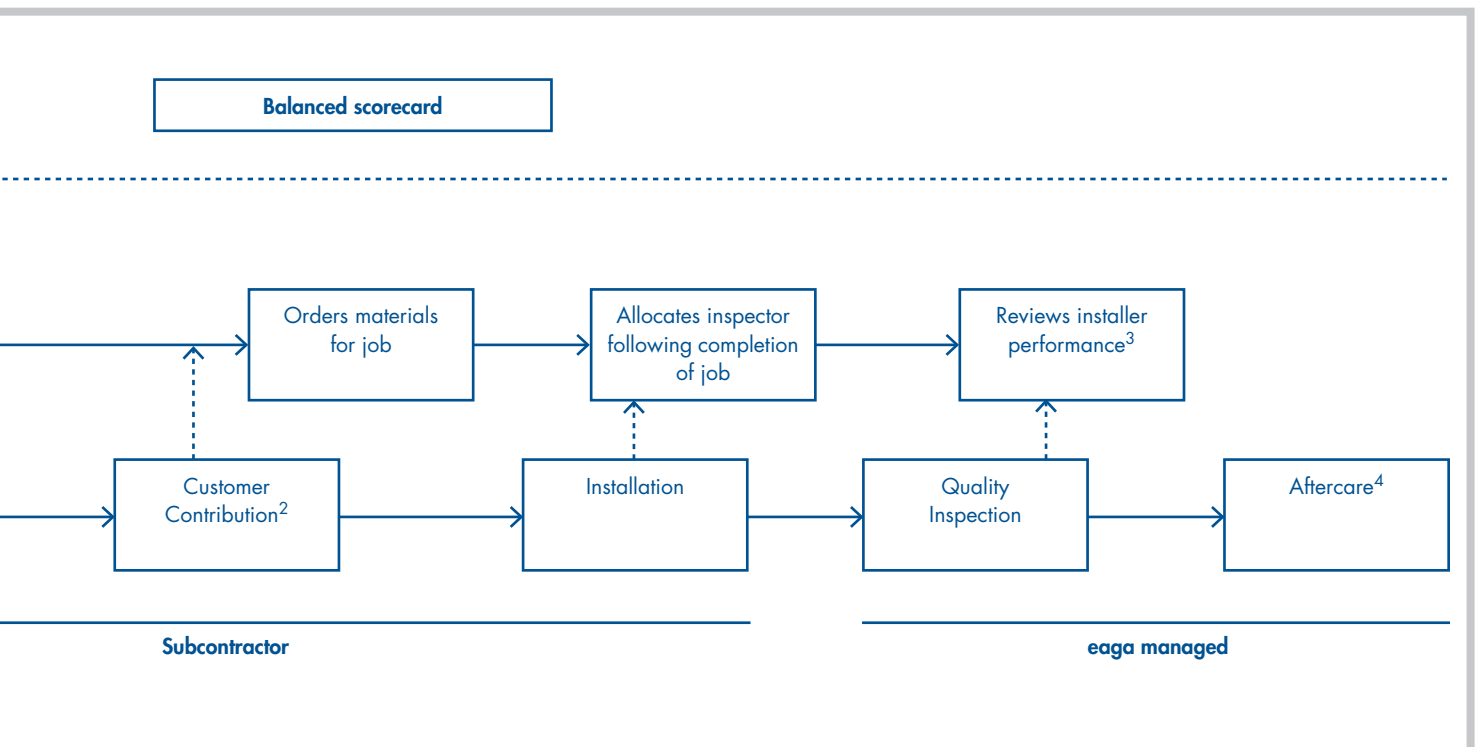 Balanced scorecard
Orders materials
for job
Allocates inspector
following completion
of job
Reviews installer
performance3
Customer
Contribution2
Installation
Quality
Inspection
Aftercare4
Subcontractor
eaga managed